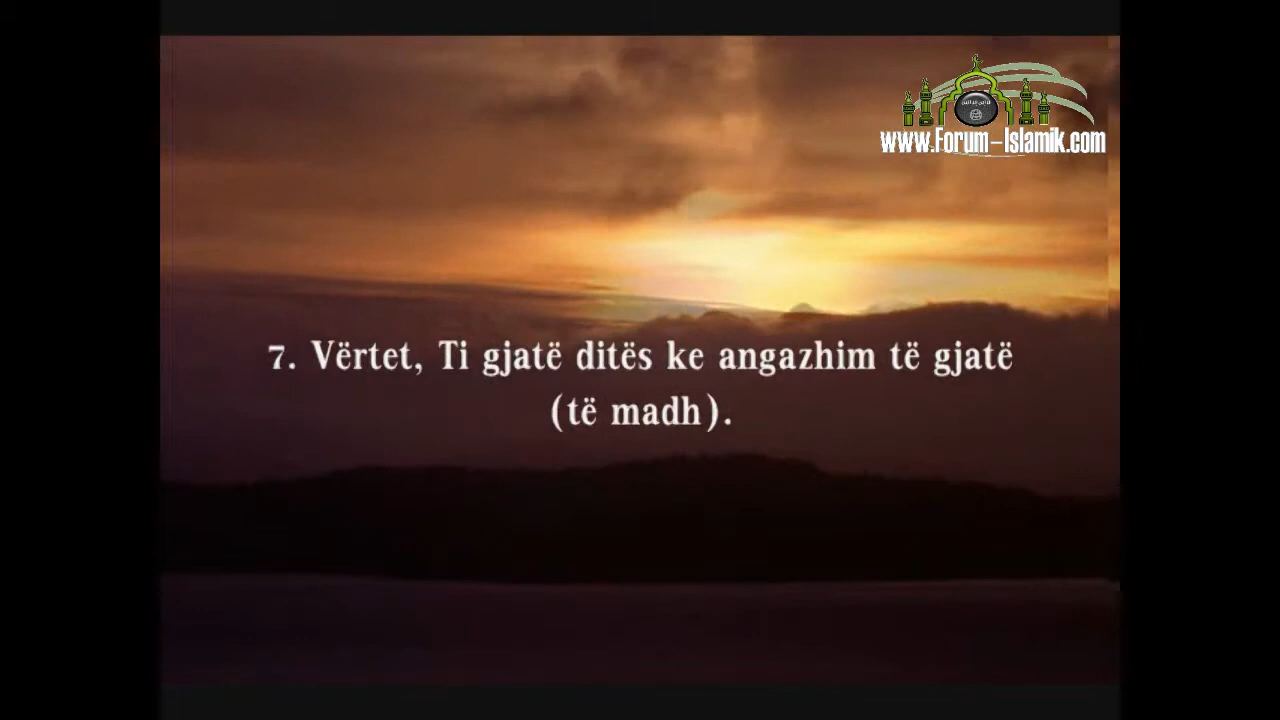 www.Forum-Islamik.com
7. Vërtet, Ti gjatë ditës ke angazhim të gjatë
(të madh).